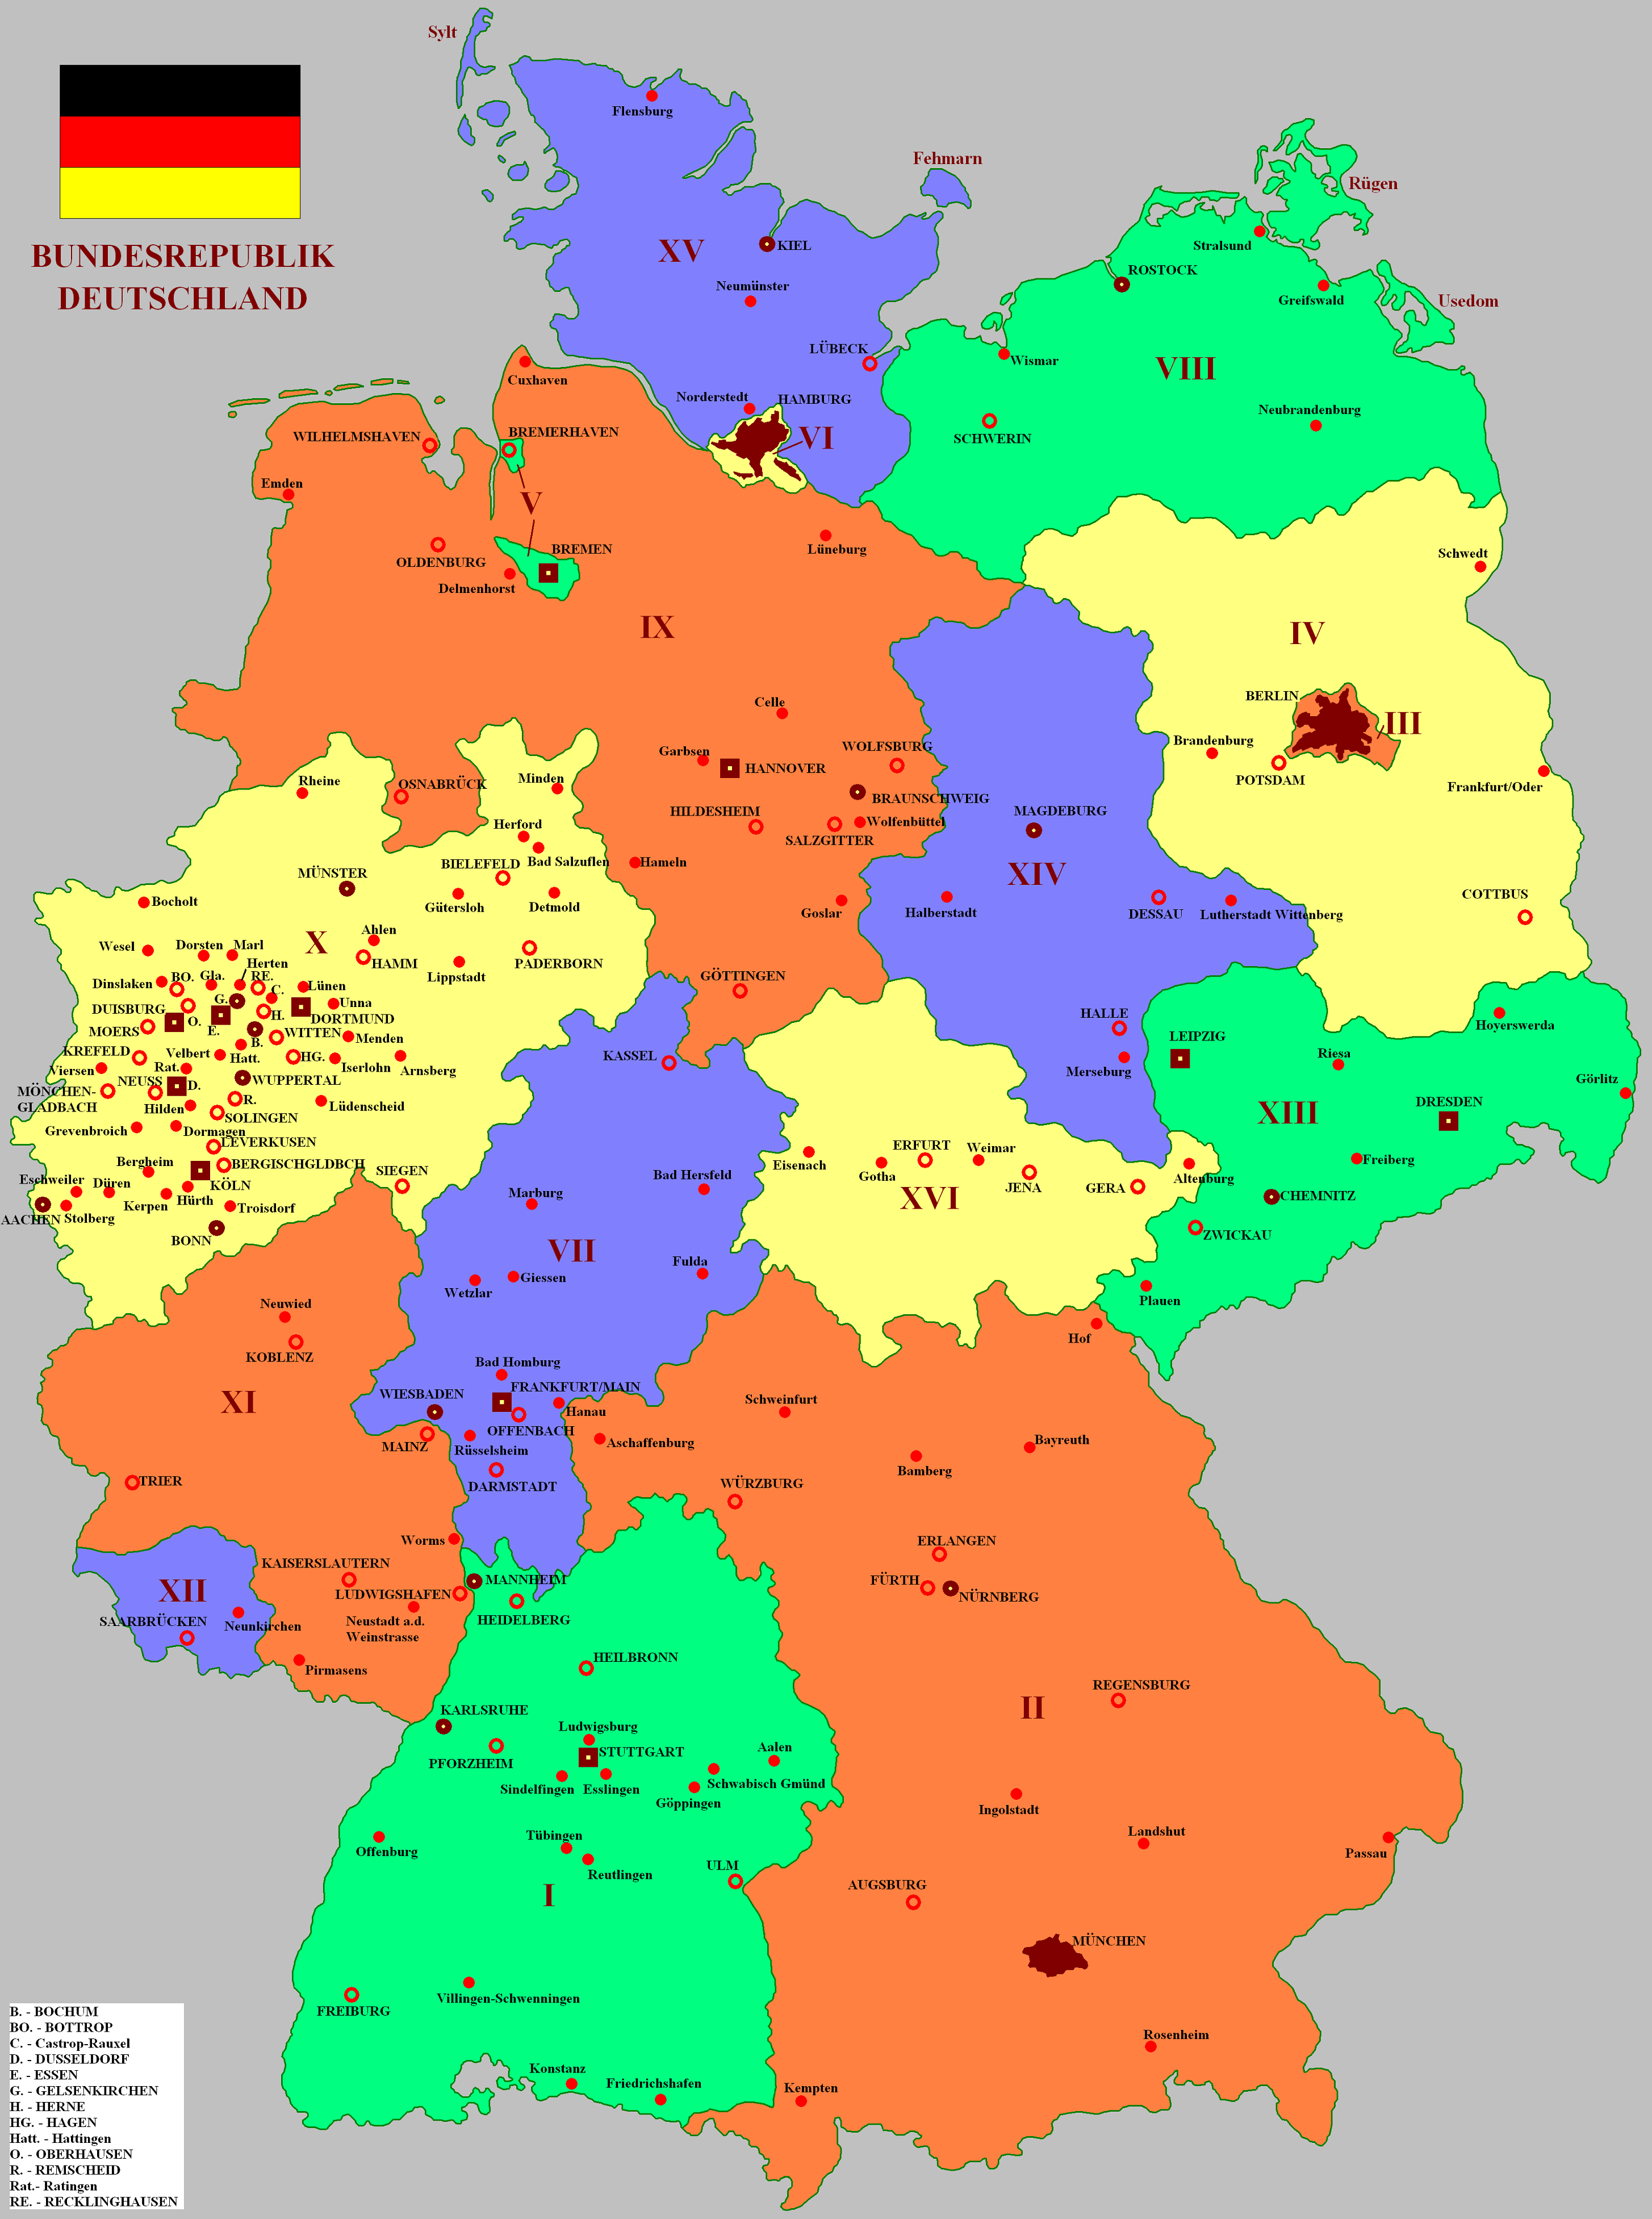 Sylt
Flensburg
Fehmarn
Rügen
BUNDESREPUBLIK
DEUTSCHLAND
XV
KIEL
Stralsund
ROSTOCK
Neumünster
Greifswald
Usedom
LÜBECK
Wismar
VIII
Cuxhaven
Norderstedt
HAMBURG
Neubrandenburg
WILHELMSHAVEN
BREMERHAVEN
VI
SCHWERIN
Emden
V
OLDENBURG
BREMEN
Lüneburg
Schwedt
Delmenhorst
IX
IV
BERLIN
Celle
III
Garbsen
HANNOVER
WOLFSBURG
Brandenburg
POTSDAM
Rheine
OSNABRÜCK
Minden
BRAUNSCHWEIG
Frankfurt/Oder
HILDESHEIM
MAGDEBURG
Herford
SALZGITTER
Wolfenbüttel
Bad Salzuflen
BIELEFELD
Hameln
MÜNSTER
XIV
Bocholt
Gütersloh
Detmold
Goslar
Halberstadt
DESSAU
Lutherstadt Wittenberg
COTTBUS
X
Ahlen
Wesel
Dorsten
Marl
Herten
HAMM
Lippstadt
PADERBORN
Dinslaken
BO.
Gla.
RE.
C.
Lünen
GÖTTINGEN
DUISBURG
G.
Unna
O.
E.
H.
DORTMUND
HALLE
Hoyerswerda
MOERS
B.
WITTEN
Menden
LEIPZIG
KREFELD
Velbert
Hatt.
HG.
Iserlohn
Arnsberg
KASSEL
Riesa
Viersen
Rat.
Merseburg
NEUSS
D.
WUPPERTAL
Görlitz
MÖNCHEN-
GLADBACH
Hilden
R.
Lüdenscheid
SOLINGEN
XIII
DRESDEN
Grevenbroich
Dormagen
LEVERKUSEN
ERFURT
Weimar
Bergheim
BERGISCHGLDBCH
SIEGEN
Eisenach
Gotha
Freiberg
Eschweiler
Düren
KÖLN
Bad Hersfeld
JENA
GERA
Altenburg
Kerpen
Hürth
Marburg
XVI
CHEMNITZ
AACHEN
Stolberg
Troisdorf
ZWICKAU
BONN
VII
Fulda
Wetzlar
Giessen
Neuwied
Plauen
KOBLENZ
Hof
Bad Homburg
XI
WIESBADEN
FRANKFURT/MAIN
Hanau
Schweinfurt
OFFENBACH
MAINZ
Rüsselsheim
Aschaffenburg
Bayreuth
Bamberg
TRIER
DARMSTADT
WÜRZBURG
Worms
ERLANGEN
KAISERSLAUTERN
XII
LUDWIGSHAFEN
MANNHEIM
FÜRTH
NÜRNBERG
SAARBRÜCKEN
Neunkirchen
Neustadt a.d.
Weinstrasse
HEIDELBERG
HEILBRONN
Pirmasens
REGENSBURG
II
KARLSRUHE
Ludwigsburg
STUTTGART
Aalen
PFORZHEIM
Sindelfingen
Esslingen
Schwabisch Gmünd
Göppingen
Ingolstadt
Offenburg
Tübingen
Reutlingen
Landshut
Passau
ULM
I
AUGSBURG
MÜNCHEN
Villingen-Schwenningen
FREIBURG
Rosenheim
Konstanz
Friedrichshafen
Kempten
B. - BOCHUM
BO. - BOTTROP
C. - Castrop-Rauxel
D. - DUSSELDORF
E. - ESSEN
G. - GELSENKIRCHEN
H. - HERNE
HG. - HAGEN
Hatt. - Hattingen
O. - OBERHAUSEN
R. - REMSCHEID
Rat.- Ratingen
RE. - RECKLINGHAUSEN